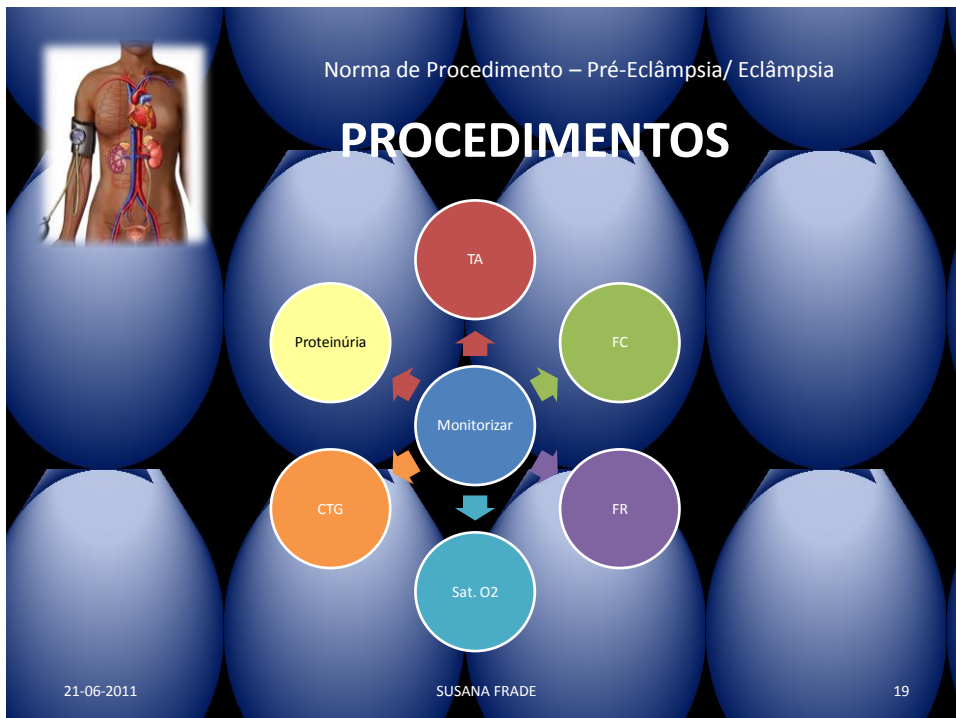 Norma de Procedimento – Pré-Eclâmpsia/ Eclâmpsia
PROCEDIMENTOS
TA
Proteinúria
FC
Monitorizar
CTG
FR
Sat. O2
21-06-2011
SUSANA FRADE
19